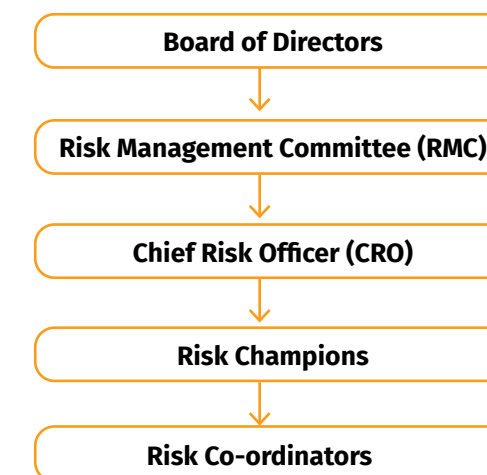 Board of Directors
Risk Management Committee (RMC)
Chief Risk Officer (CRO)
Risk Champions
Risk Co-ordinators